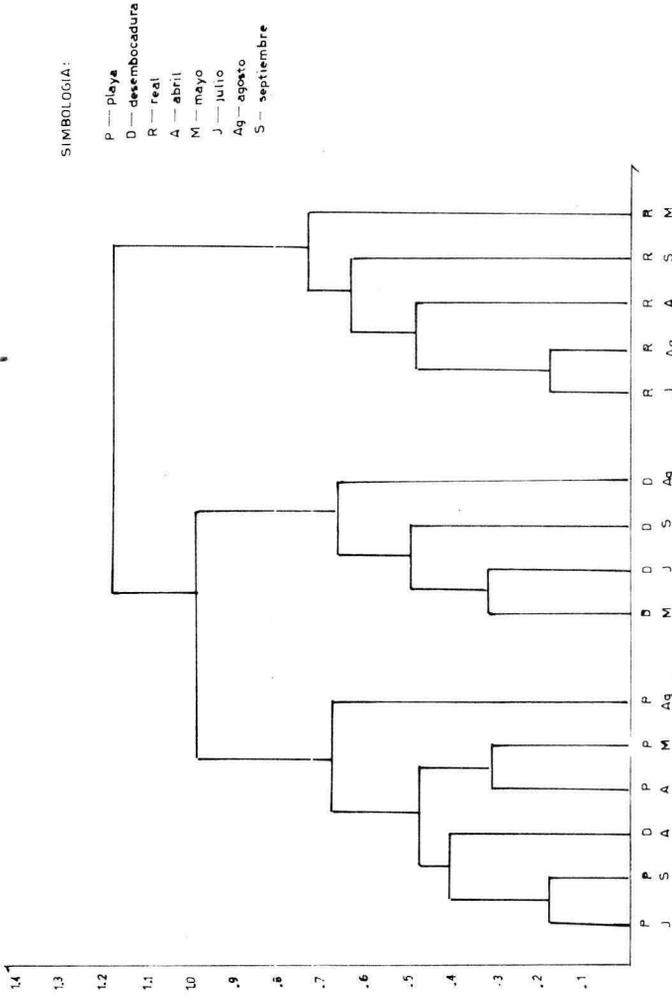 SIMBOLOGIA:
P — Playa
D — desembocadura
R — real
A — abril
M — mayo
J — julio
Ag — agosto
S — septiembre
1.4
1.3
1.2
1.1
1.0
.9
.8
.7
.6
.5
.4
.3
.2
.1
P P D P P P D D D D R R R R R
J S A A M Ag M J S Ag J Ag A S M